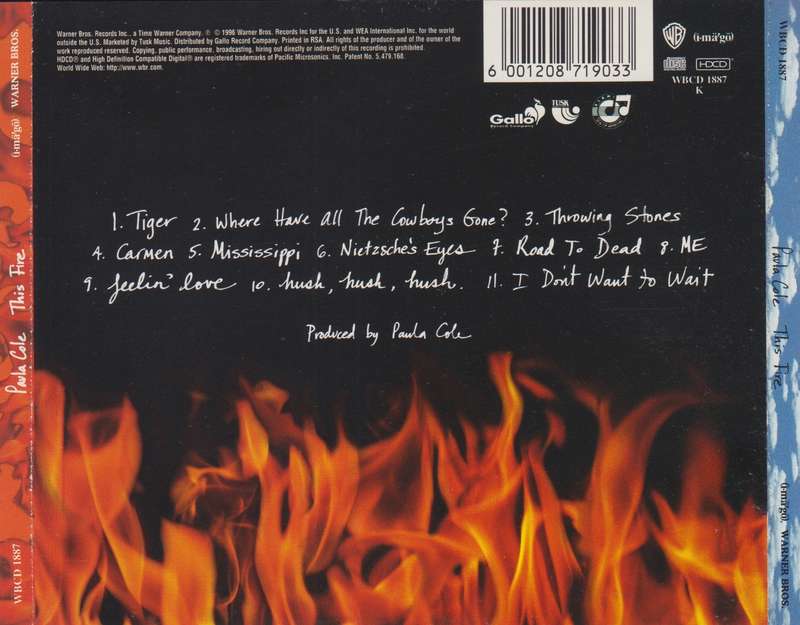 Warner Bros. Records Inc., a Time Warner Company. ℗ © 1996 Warner Bros. Records Inc for the U.S. and WEA International Inc. for the world
outside the U.S. Marketed by Tusk Music. Distributed by Gallo Record Company. Printed in RSA. All rights of the producer and of the owner of the
work reproduced reserved. Copying, public performance, broadcasting, hiring out directly or indirectly of this recording is prohibited.
HDCD® and High Definition Compatible Digital® are registered trademarks of Pacific Microsonics, Inc. Patent No. 5,479,168.
World Wide Web: http://www.wbr.com
6 001208 719033
WB (i-mä'gō)
HDCD
WBCD 1887
K
Gallo
Record Company
TUSK
1. Tiger 2. Where Have All The Cowboys Gone? 3. Throwing Stones
4. Carmen 5. Mississippi 6. Nietzsche's Eyes 7. Road To Dead 8. ME
9. feelin' love 10. hush, hush, hush. 11. I Don't Want to Wait
Produced by Paula Cole
WBCD 1887 Paula Cole This Fire (i-mä'gō) WARNER BROS.
WBCD 1887 Paula Cole This Fire (i-mä'gō) WARNER BROS.